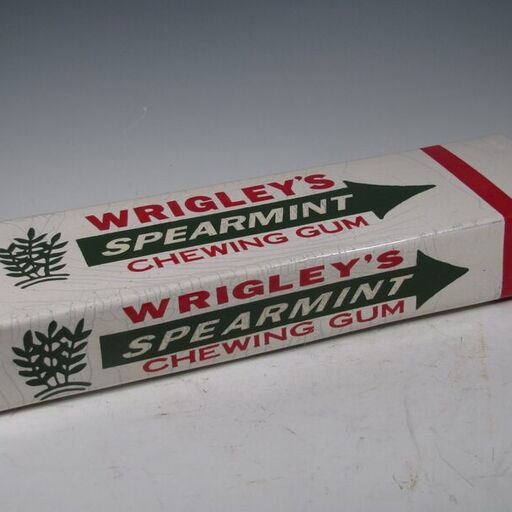 WRIGLEY'S
SPEARMINT
CHEWING GUM
WRIGLEY'S
SPEARMINT
CHEWING GUM